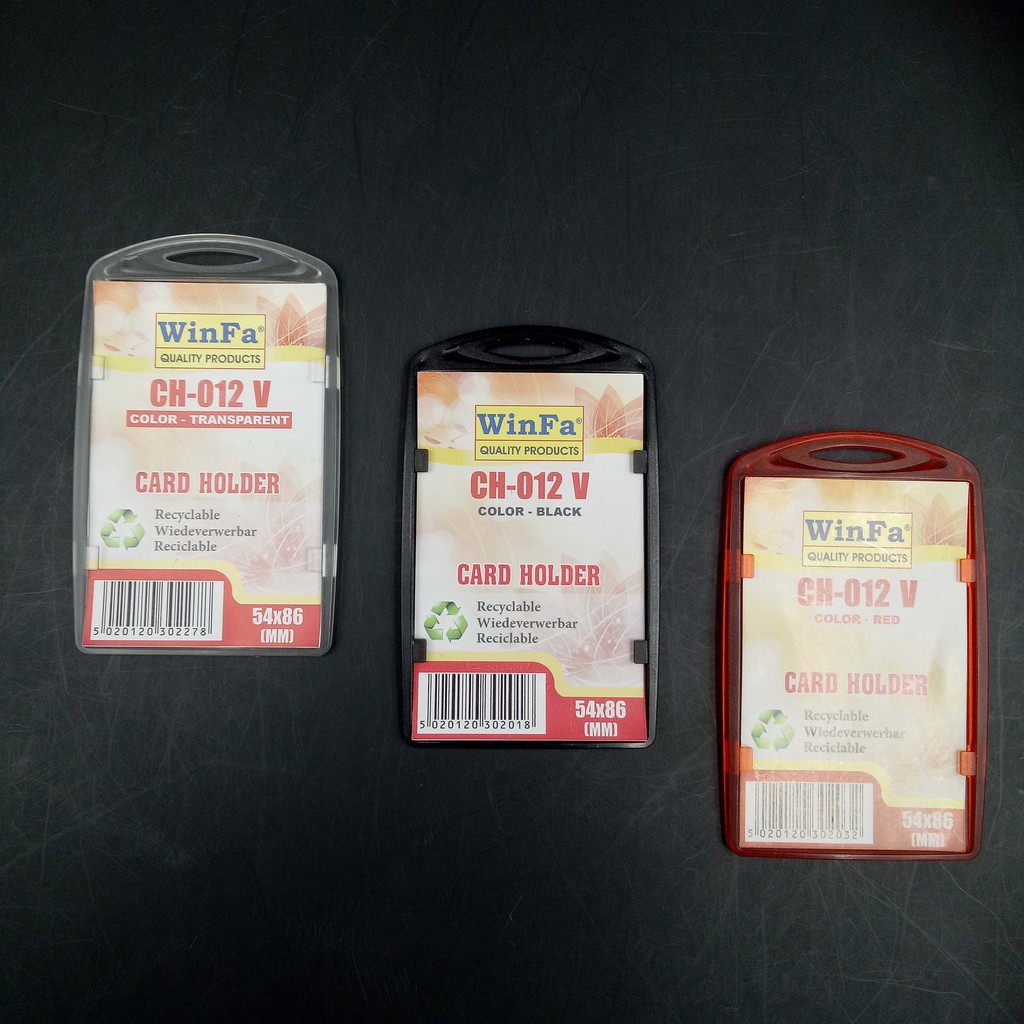 WinFa®
QUALITY PRODUCTS
CH-012 V
COLOR - TRANSPARENT
CARD HOLDER
Recyclable
Wiedeverwerbar
Reciclable
5 020120 302278
54x86
(MM)
WinFa®
QUALITY PRODUCTS
CH-012 V
COLOR - BLACK
CARD HOLDER
Recyclable
Wiedeverwerbar
Reciclable
5 020120 302018
54x86
(MM)
WinFa®
QUALITY PRODUCTS
CH-012 V
COLOR - RED
CARD HOLDER
Recyclable
Wiedeverwerbar
Reciclable
5 020120 302032
54x86
(MM)